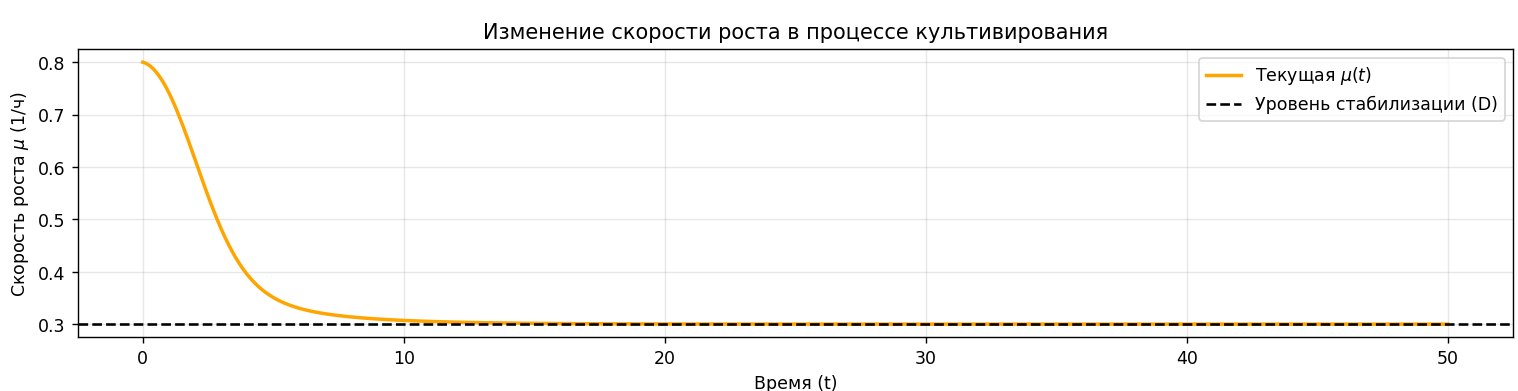 Изменение скорости роста в процессе культивирования
Скорость роста μ (1/ч)
0.8
0.7
0.6
0.5
0.4
0.3
Текущая μ(t)
Уровень стабилизации (D)
0 10 20 30 40 50
Время (t)